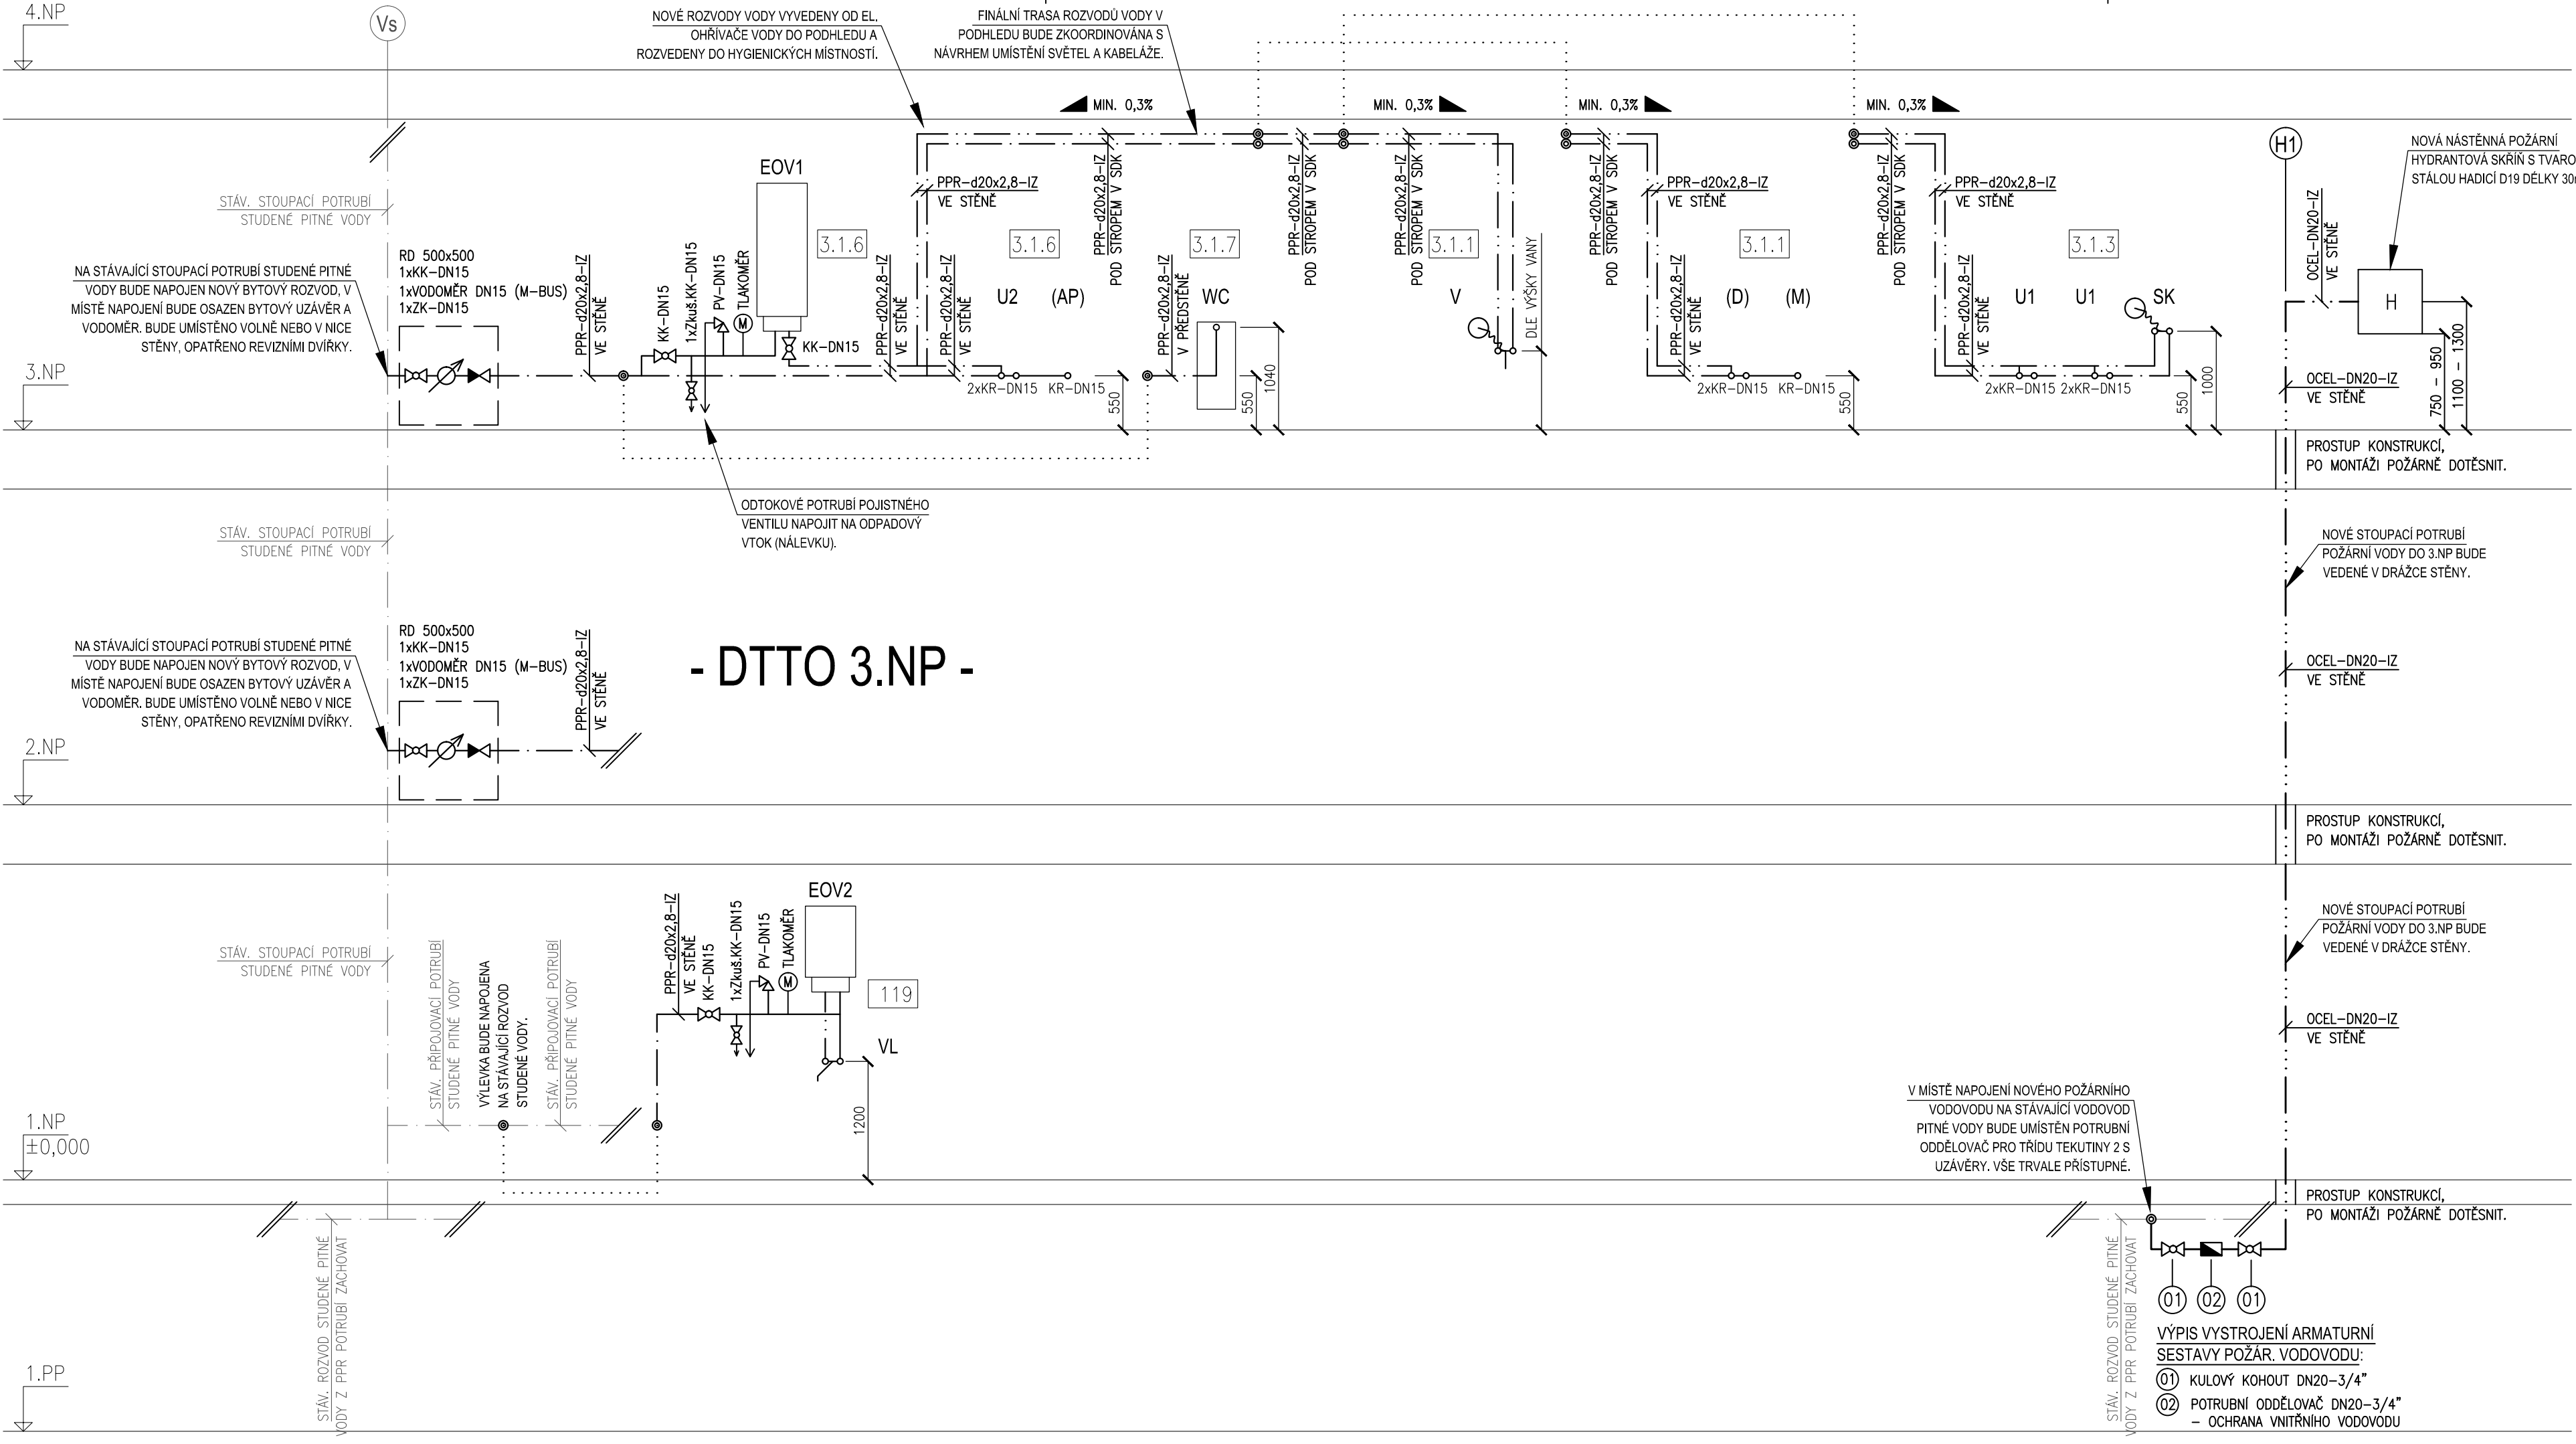 4.NP
Vs
NOVÉ ROZVODY VODY VYVEDENY OD EL.
OHŘÍVAČE VODY DO PODHLEDU A
ROZVEDENY DO HYGIENICKÝCH MÍSTNOSTÍ.
FINÁLNÍ TRASA ROZVODŮ VODY V
PODHLEDU BUDE ZKOORDINOVÁNA S
NÁVRHEM UMÍSTĚNÍ SVĚTEL A KABELÁŽE.
MIN. 0,3%
MIN. 0,3%
MIN. 0,3%
MIN. 0,3%
STÁV. STOUPACÍ POTRUBÍ
STUDENÉ PITNÉ VODY
NA STÁVAJÍCÍ STOUPACÍ POTRUBÍ STUDENÉ PITNÉ
VODY BUDE NAPOJEN NOVÝ BYTOVÝ ROZVOD, V
MÍSTĚ NAPOJENÍ BUDE OSAZEN BYTOVÝ UZÁVĚR A
VODOMĚR. BUDE UMÍSTĚNO VOLNĚ NEBO V NICE
STĚNY, OPATŘENO REVIZNÍMI DVÍŘKY.
3.NP
RD 500x500
1xKK-DN15
1xVODOMĚR DN15 (M-BUS)
1xZK-DN15
PPR-d20x2,8-IZ
VE STĚNĚ
KK-DN15
1xZkuš.KK-DN15
PV-DN15
TLAKOMĚR
M
EOV1
KK-DN15
3.1.6
PPR-d20x2,8-IZ
VE STĚNĚ
PPR-d20x2,8-IZ
VE STĚNĚ
PPR-d20x2,8-IZ
VE STĚNĚ
3.1.6
U2
(AP)
2xKR-DN15
KR-DN15
550
PPR-d20x2,8-IZ
POD STROPEM V SDK
PPR-d20x2,8-IZ
V PŘEDSTĚNĚ
3.1.7
WC
550
1040
PPR-d20x2,8-IZ
POD STROPEM V SDK
PPR-d20x2,8-IZ
POD STROPEM V SDK
3.1.1
V
DLE VÝŠKY VANY
PPR-d20x2,8-IZ
POD STROPEM V SDK
PPR-d20x2,8-IZ
VE STĚNĚ
PPR-d20x2,8-IZ
VE STĚNĚ
3.1.1
(D)
(M)
2xKR-DN15
KR-DN15
550
PPR-d20x2,8-IZ
POD STROPEM V SDK
PPR-d20x2,8-IZ
VE STĚNĚ
PPR-d20x2,8-IZ
VE STĚNĚ
3.1.3
U1
U1
SK
2xKR-DN15
2xKR-DN15
550
1000
H1
NOVÁ NÁSTĚNNÁ POŽÁRNÍ
HYDRANTOVÁ SKŘÍŇ S TVARO
STÁLOU HADICÍ D19 DÉLKY 30
OCEL-DN20-IZ
VE STĚNĚ
H
750 - 950
1100 - 1300
OCEL-DN20-IZ
VE STĚNĚ
PROSTUP KONSTRUKCÍ,
PO MONTÁŽI POŽÁRNĚ DOTĚSNIT.
ODTOKOVÉ POTRUBÍ POJISTNÉHO
VENTILU NAPOJIT NA ODPADOVÝ
VTOK (NÁLEVKU).
STÁV. STOUPACÍ POTRUBÍ
STUDENÉ PITNÉ VODY
NOVÉ STOUPACÍ POTRUBÍ
POŽÁRNÍ VODY DO 3.NP BUDE
VEDENÉ V DRÁŽCE STĚNY.
NA STÁVAJÍCÍ STOUPACÍ POTRUBÍ STUDENÉ PITNÉ
VODY BUDE NAPOJEN NOVÝ BYTOVÝ ROZVOD, V
MÍSTĚ NAPOJENÍ BUDE OSAZEN BYTOVÝ UZÁVĚR A
VODOMĚR. BUDE UMÍSTĚNO VOLNĚ NEBO V NICE
STĚNY, OPATŘENO REVIZNÍMI DVÍŘKY.
2.NP
RD 500x500
1xKK-DN15
1xVODOMĚR DN15 (M-BUS)
1xZK-DN15
PPR-d20x2,8-IZ
VE STĚNĚ
- DTTO 3.NP -
OCEL-DN20-IZ
VE STĚNĚ
PROSTUP KONSTRUKCÍ,
PO MONTÁŽI POŽÁRNĚ DOTĚSNIT.
STÁV. STOUPACÍ POTRUBÍ
STUDENÉ PITNÉ VODY
STÁV. PŘIPOJOVACÍ POTRUBÍ
STUDENÉ PITNÉ VODY
VÝLEVKA BUDE NAPOJENA
NA STÁVAJÍCÍ ROZVOD
STUDENÉ VODY.
STÁV. PŘIPOJOVACÍ POTRUBÍ
STUDENÉ PITNÉ VODY
PPR-d20x2,8-IZ
VE STĚNĚ
KK-DN15
1xZkuš.KK-DN15
PV-DN15
TLAKOMĚR
M
EOV2
119
VL
1200
NOVÉ STOUPACÍ POTRUBÍ
POŽÁRNÍ VODY DO 3.NP BUDE
VEDENÉ V DRÁŽCE STĚNY.
OCEL-DN20-IZ
VE STĚNĚ
1.NP
±0,000
V MÍSTĚ NAPOJENÍ NOVÉHO POŽÁRNÍHO
VODOVODU NA STÁVAJÍCÍ VODOVOD
PITNÉ VODY BUDE UMÍSTĚN POTRUBNÍ
ODDĚLOVAČ PRO TŘÍDU TEKUTINY 2 S
UZÁVĚRY. VŠE TRVALE PŘÍSTUPNÉ.
PROSTUP KONSTRUKCÍ,
PO MONTÁŽI POŽÁRNĚ DOTĚSNIT.
STÁV. ROZVOD STUDENÉ PITNÉ
VODY Z PPR POTRUBÍ ZACHOVAT
STÁV. ROZVOD STUDENÉ PITNÉ
VODY Z PPR POTRUBÍ ZACHOVAT
01
02
01
VÝPIS VYSTROJENÍ ARMATURNÍ
SESTAVY POŽÁR. VODOVODU:
01 KULOVÝ KOHOUT DN20-3/4"
02 POTRUBNÍ ODDĚLOVAČ DN20-3/4"
- OCHRANA VNITŘNÍHO VODOVODU
1.PP